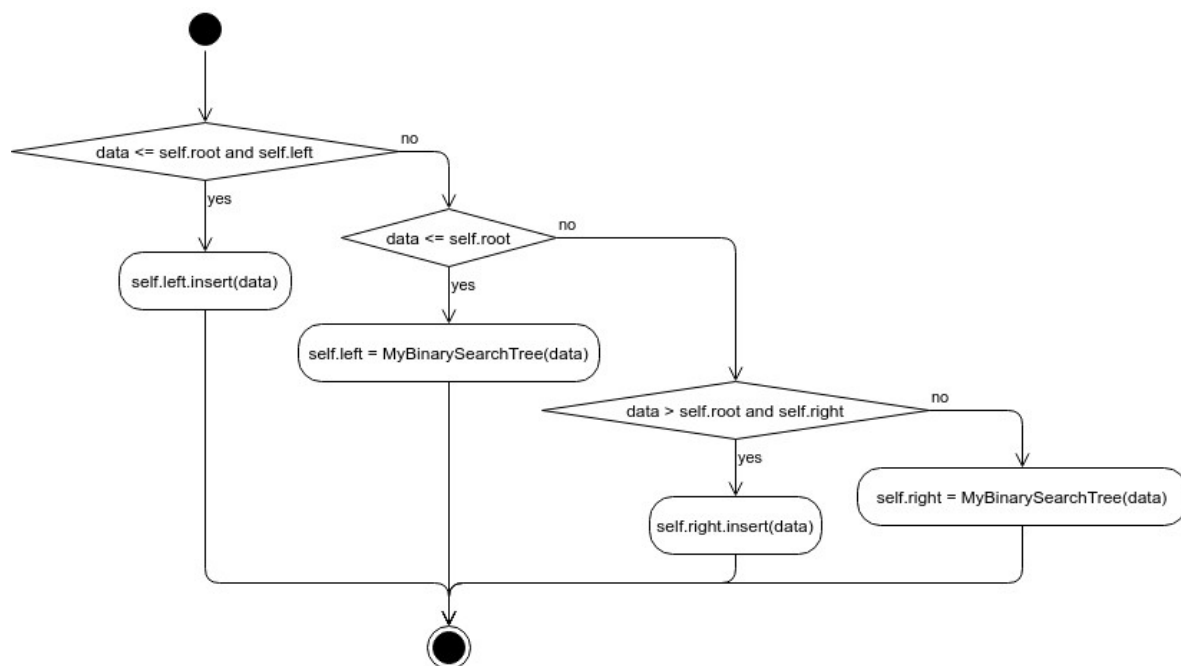 data <= self.root and self.left
no
yes
data <= self.root
no
self.left.insert(data)
yes
self.left = MyBinarySearchTree(data)
data > self.root and self.right
no
yes
self.right = MyBinarySearchTree(data)
self.right.insert(data)